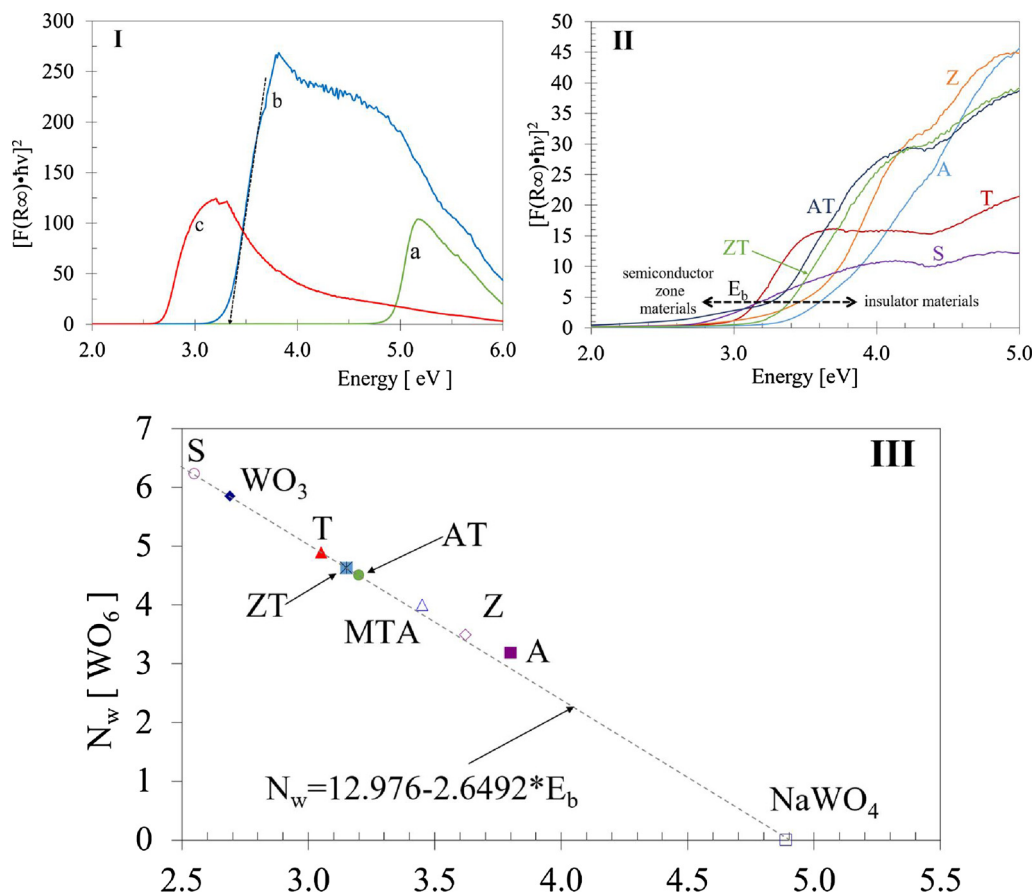 I
300
250
200
150
100
50
0
[F(R∞)•hν]²
b
c
a
2.0 3.0 4.0 5.0 6.0
Energy [ eV ]
II
50
45
40
35
30
25
20
15
10
5
0
[F(R∞)•hν]²
Z
A
AT
T
ZT
S
semiconductor
zone
materials
E_b
insulator materials
2.0 3.0 4.0 5.0
Energy [eV]
III
7
6
5
4
3
2
1
0
N_w [ WO₆ ]
S
WO₃
T
AT
ZT
MTA
Z
A
N_w=12.976-2.6492*E_b
NaWO₄
2.5 3.0 3.5 4.0 4.5 5.0 5.5